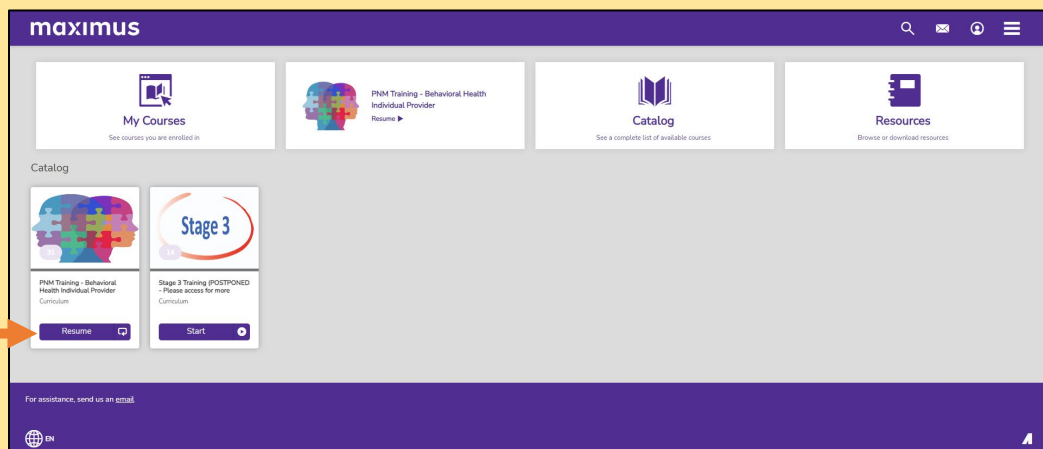 maximus
My Courses
See courses you are enrolled in
PNM Training - Behavioral Health
Individual Provider
Resume
Catalog
See a complete list of available courses
Resources
Browse or download resources
Catalog
PNM Training - Behavioral
Health Individual Provider
Curriculum
Resume
Stage 3
Stage 3 Training (POSTPONED
- Please access for more
Curriculum
Start
For assistance, send us an email
EN